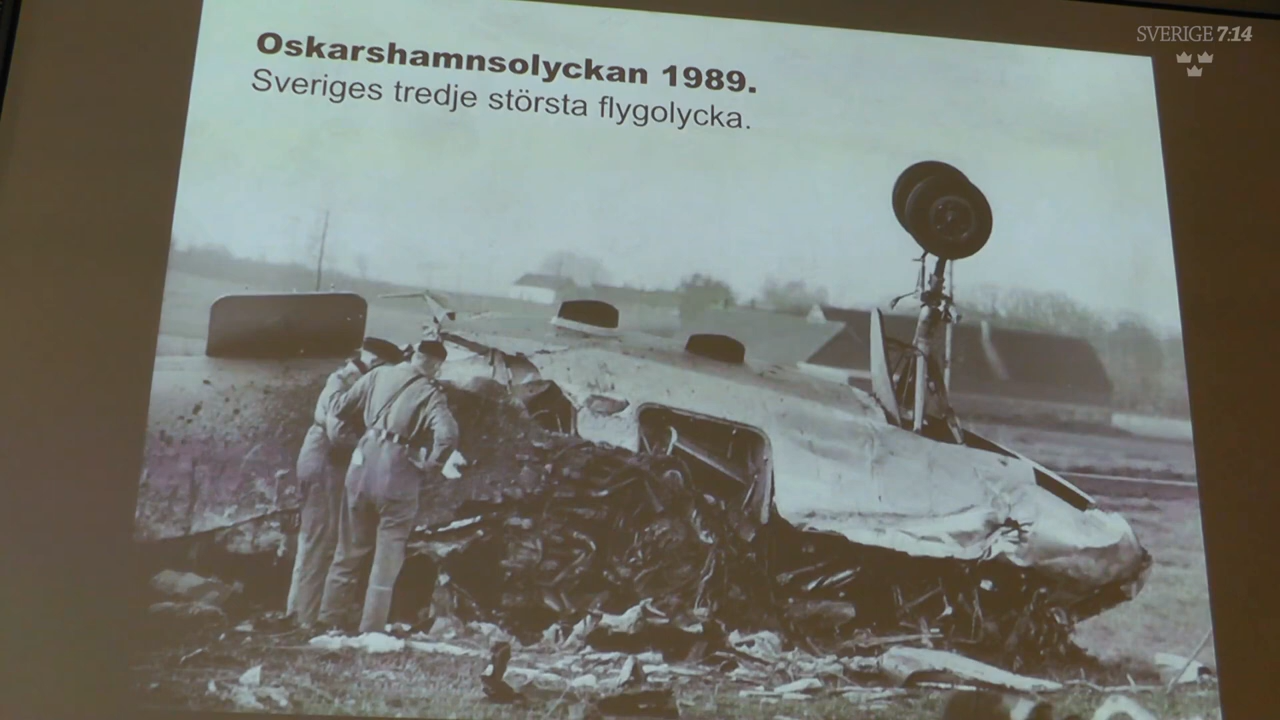 SVERIGE 7:14
Oskarshamnsolyckan 1989.
Sveriges tredje största flygolycka.